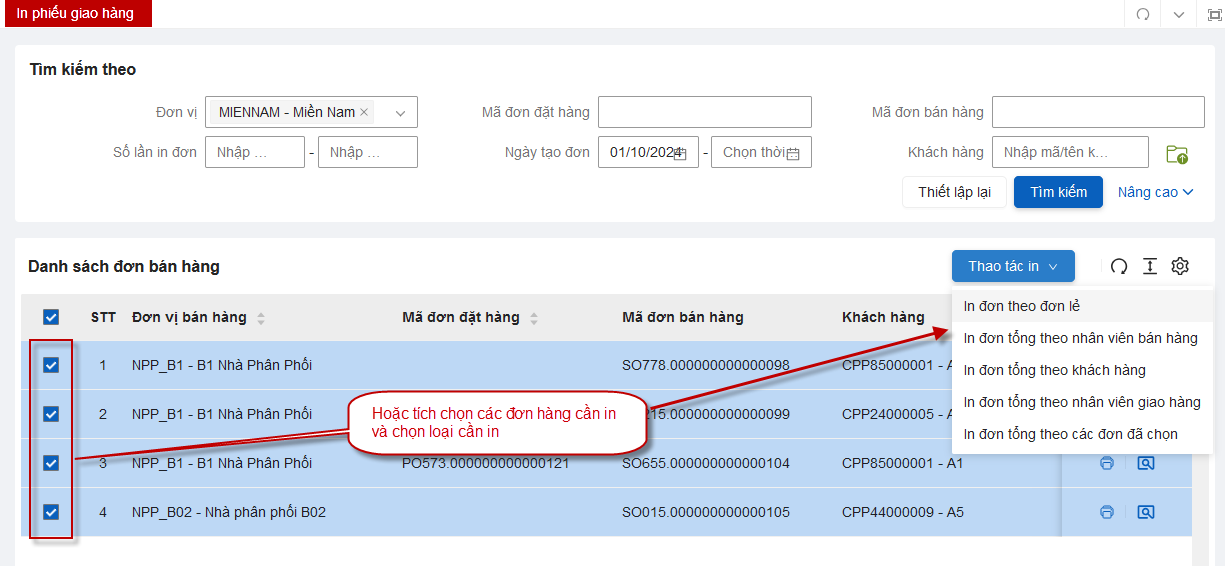 In phiếu giao hàng
Tìm kiếm theo
Đơn vị MIENNAM - Miền Nam × Mã đơn đặt hàng Mã đơn bán hàng
Số lần in đơn Nhập ... - Nhập ... Ngày tạo đơn 01/10/2024 - Chọn thời Khách hàng Nhập mã/tên k...
Thiết lập lại Tìm kiếm Nâng cao
Danh sách đơn bán hàng Thao tác in
STT Đơn vị bán hàng Mã đơn đặt hàng Mã đơn bán hàng Khách hàng
In đơn theo đơn lẻ
In đơn tổng theo nhân viên bán hàng
In đơn tổng theo khách hàng
In đơn tổng theo nhân viên giao hàng
In đơn tổng theo các đơn đã chọn
1 NPP_B1 - B1 Nhà Phân Phối SO778.000000000000098 CPP85000001 - A
2 NPP_B1 - B1 Nhà Phân Phối 215.000000000000099 CPP24000005 - A
Hoặc tích chọn các đơn hàng cần in
và chọn loại cần in
3 NPP_B1 - B1 Nhà Phân Phối PO573.000000000000121 SO655.000000000000104 CPP85000001 - A1
4 NPP_B02 - Nhà phân phối B02 SO015.000000000000105 CPP44000009 - A5